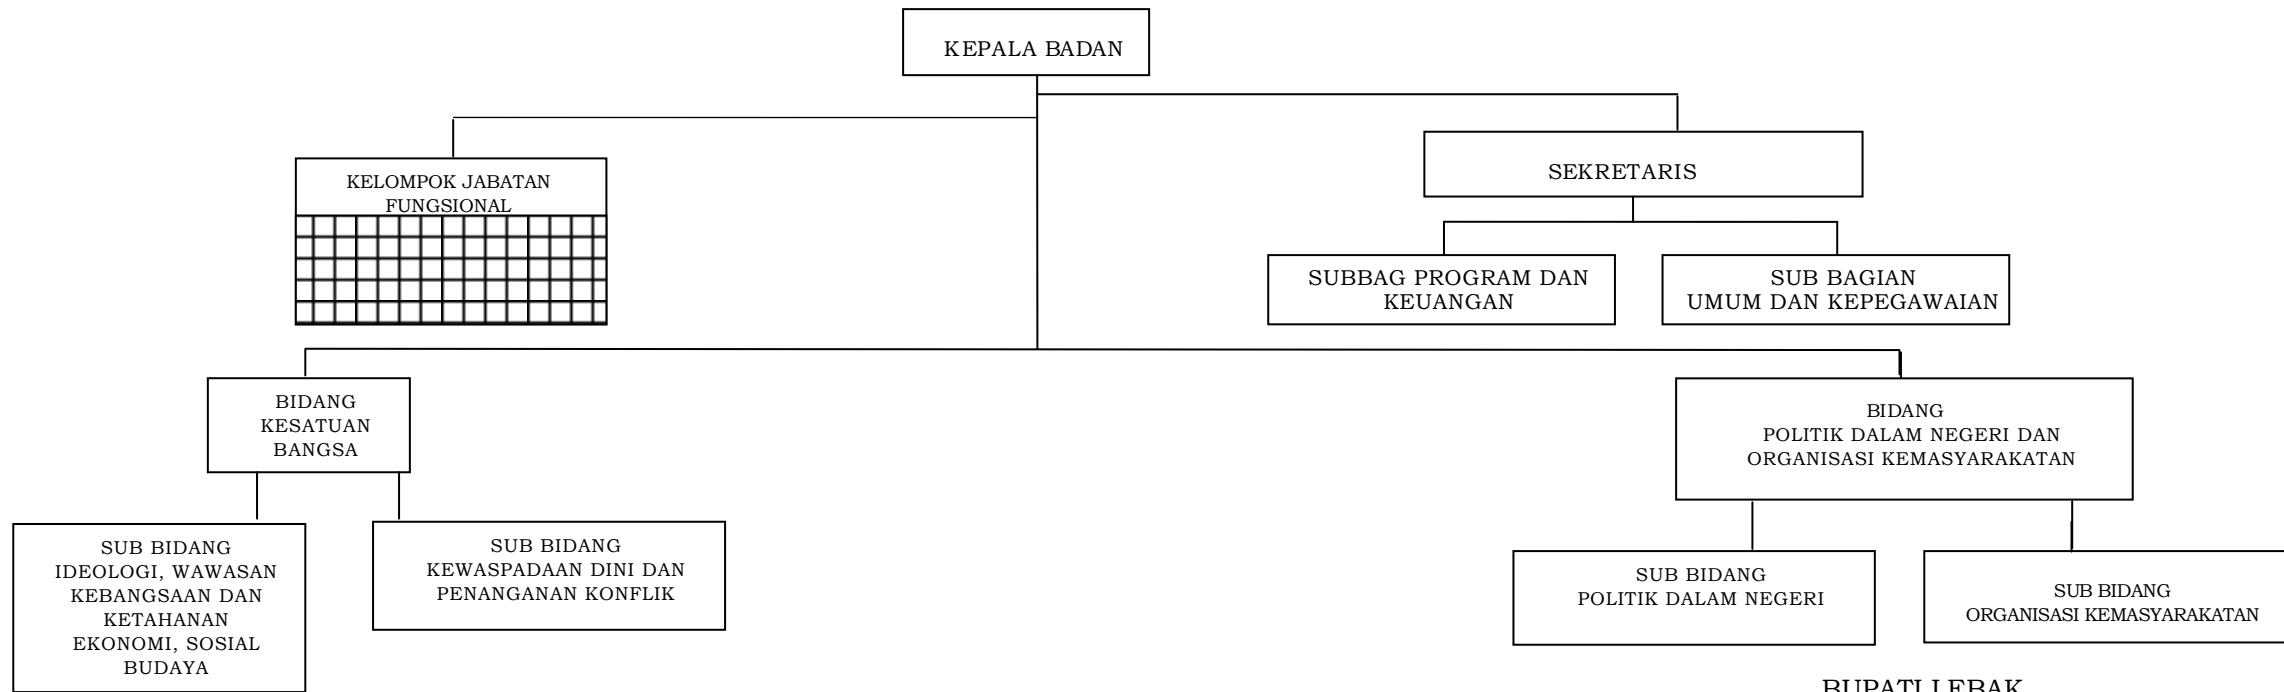 KEPALA BADAN
KELOMPOK JABATAN
FUNGSIONAL
SEKRETARIS
SUBBAG PROGRAM DAN
KEUANGAN
SUB BAGIAN
UMUM DAN KEPEGAWAIAN
BIDANG
KESATUAN
BANGSA
BIDANG
POLITIK DALAM NEGERI DAN
ORGANISASI KEMASYARAKATAN
SUB BIDANG
IDEOLOGI, WAWASAN
KEBANGSAAN DAN
KETAHANAN
EKONOMI, SOSIAL
BUDAYA
SUB BIDANG
KEWASPADAAN DINI DAN
PENANGANAN KONFLIK
SUB BIDANG
POLITIK DALAM NEGERI
SUB BIDANG
ORGANISASI KEMASYARAKATAN
BUPATI LEBAK